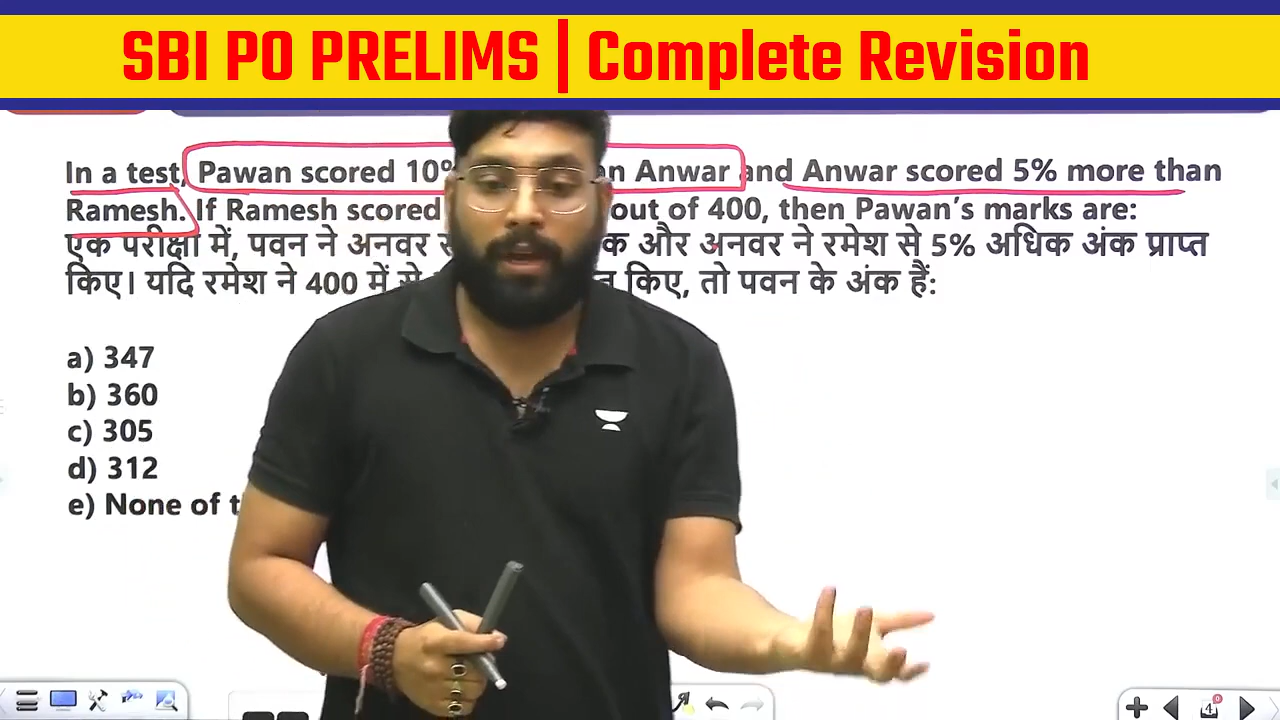 SBI PO PRELIMS | Complete Revision
In a test, Pawan scored 10% Anwar and Anwar scored 5% more than
Ramesh. If Ramesh scored out of 400, then Pawan's marks are:
एक परीक्षा में, पवन ने अनवर और अनवर ने रमेश से 5% अधिक अंक प्राप्त
किए। यदि रमेश ने 400 में से किए, तो पवन के अंक हैं:
a) 347
b) 360
c) 305
d) 312
e) None of
4